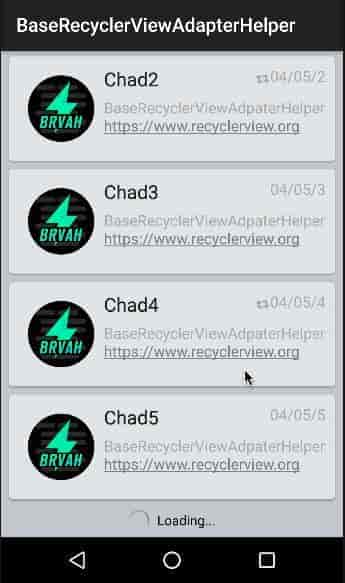 BaseRecyclerViewAdapterHelper
Chad2 04/05/2
BaseRecyclerViewAdpaterHelper
https://www.recyclerview.org
BRVAH
Chad3 04/05/3
BaseRecyclerViewAdpaterHelper
https://www.recyclerview.org
BRVAH
Chad4 04/05/4
BaseRecyclerViewAdpaterHelper
https://www.recyclerview.org
BRVAH
Chad5 04/05/5
BaseRecyclerViewAdpaterHelper
https://www.recyclerview.org
BRVAH
Loading...